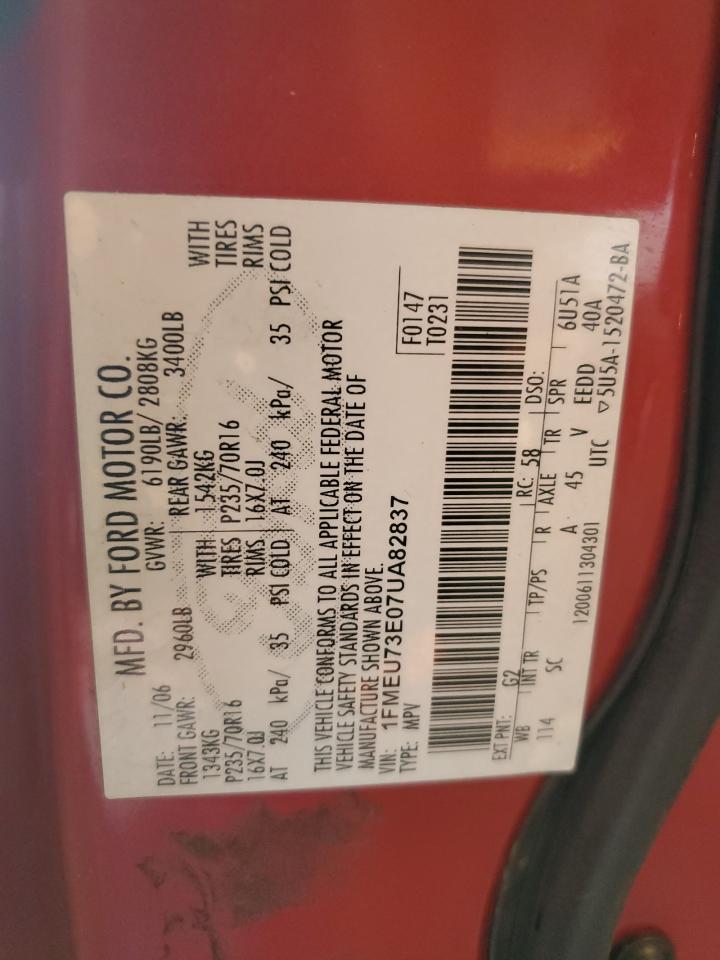 MFD. BY FORD MOTOR CO.
DATE: 11/06 GVWR: 6190LB/ 2808KG
FRONT GAWR: 2960LB REAR GAWR: 3400LB
1343KG WITH 1542KG WITH
P235/70R16 TIRES P235/70R16 TIRES
16X7.0J RIMS 16X7.0J RIMS
AT 240 kPa/ 35 PSI COLD AT 240 kPa/ 35 PSI COLD
THIS VEHICLE CONFORMS TO ALL APPLICABLE FEDERAL MOTOR
VEHICLE SAFETY STANDARDS IN EFFECT ON THE DATE OF
MANUFACTURE SHOWN ABOVE.
VIN: 1FMEU73E07UA82837
TYPE: MPV
F0147
T0231
EXT PNT: G2 RC: 58 DSO:
WB INT TR TP/PS R AXLE TR SPR 6U51A
114 SC A 45 V EEDD 40A
1200611304301 UTC ▽5U5A-1520472-BA